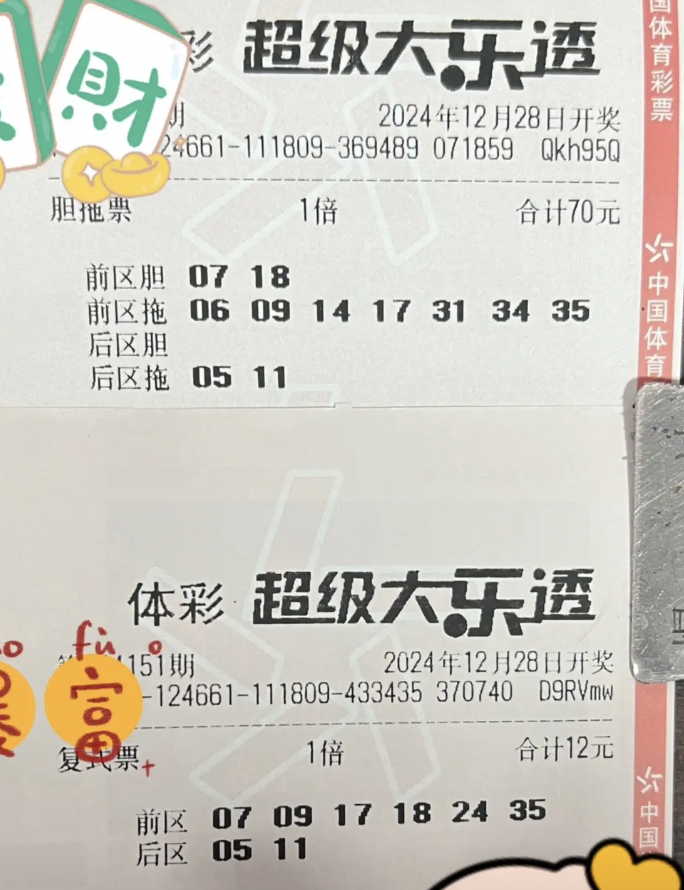 財
彩 超级大乐透
期 2024年12月28日开奖
24661-111809-369489 071859 Qkh95Q
胆拖票 1倍 合计70元
前区胆 07 18
前区拖 06 09 14 17 31 34 35
后区胆
后区拖 05 11
体彩 超级大乐透
1151期 2024年12月28日开奖
-124661-111809-433435 370740 D9RVmw
复式票 1倍 合计12元
前区 07 09 17 18 24 35
后区 05 11
fù
富
国体育彩票
中国体育
中国